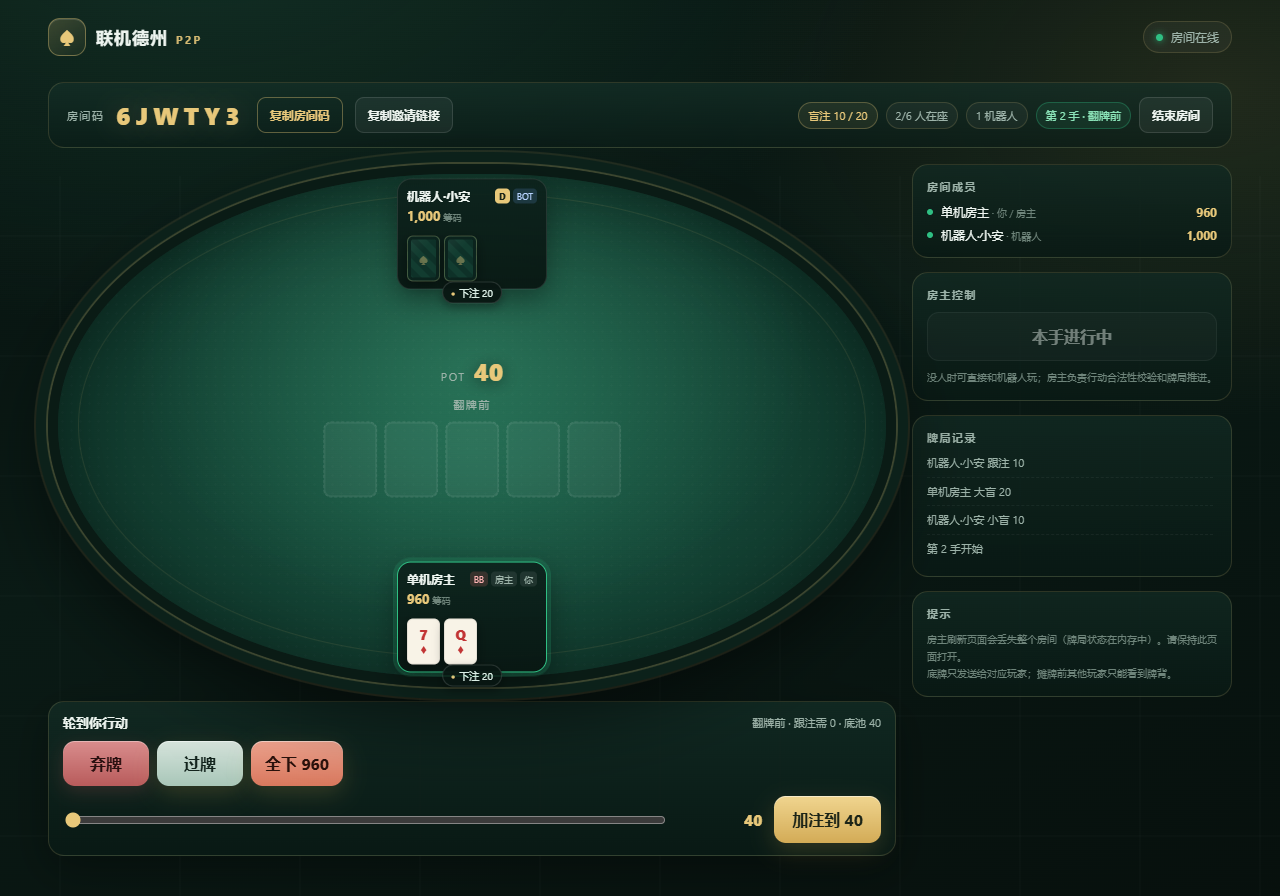 联机德州 P2P
房间在线
房间码 6JWTY3 复制房间码 复制邀请链接 盲注 10 / 20 2/6 人在座 1 机器人 第 2 手 · 翻牌前 结束房间
机器人·小安 D BOT
1,000 筹码
下注 20
POT 40
翻牌前
单机房主 BB 房主 你
960 筹码
7 Q
下注 20
轮到你行动 翻牌前 · 跟注需 0 · 底池 40
弃牌 过牌 全下 960
40 加注到 40
房间成员
单机房主 · 你 / 房主 960
机器人·小安 · 机器人 1,000
房主控制
本手进行中
没人时可直接和机器人玩；房主负责行动合法性校验和牌局推进。
牌局记录
机器人·小安 跟注 10
单机房主 大盲 20
机器人·小安 小盲 10
第 2 手开始
提示
房主刷新页面会丢失整个房间（牌局状态在内存中）。请保持此页
面打开。
底牌只发送给对应玩家；摊牌前其他玩家只能看到牌背。